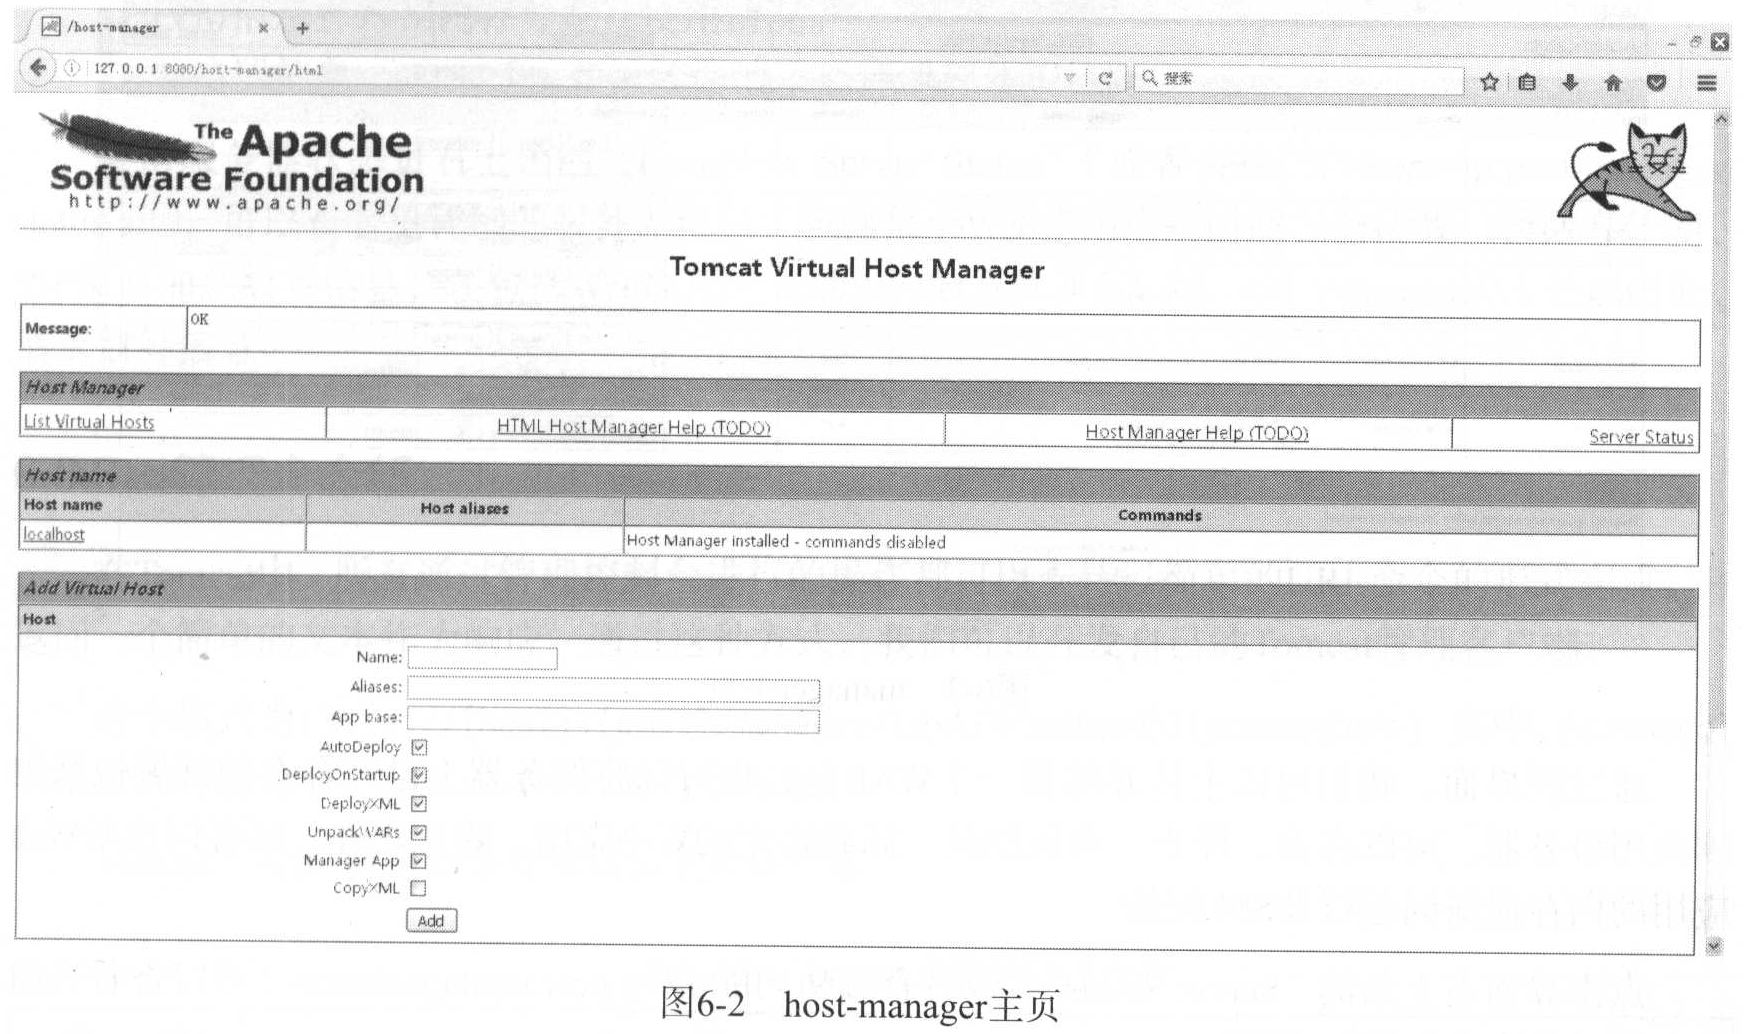 /host-manager
127.0.0.1:8080/host-manager/html
搜索
The Apache
Software Foundation
http://www.apache.org/
Tomcat Virtual Host Manager
Message: OK
Host Manager
List Virtual Hosts HTML Host Manager Help (TODO) Host Manager Help (TODO) Server Status
Host name
Host name Host aliases Commands
localhost Host Manager installed - commands disabled
Add Virtual Host
Host
Name:
Aliases:
App base:
AutoDeploy
DeployOnStartup
DeployXML
UnpackWARs
Manager App
CopyXML
Add
图6-2 host-manager主页